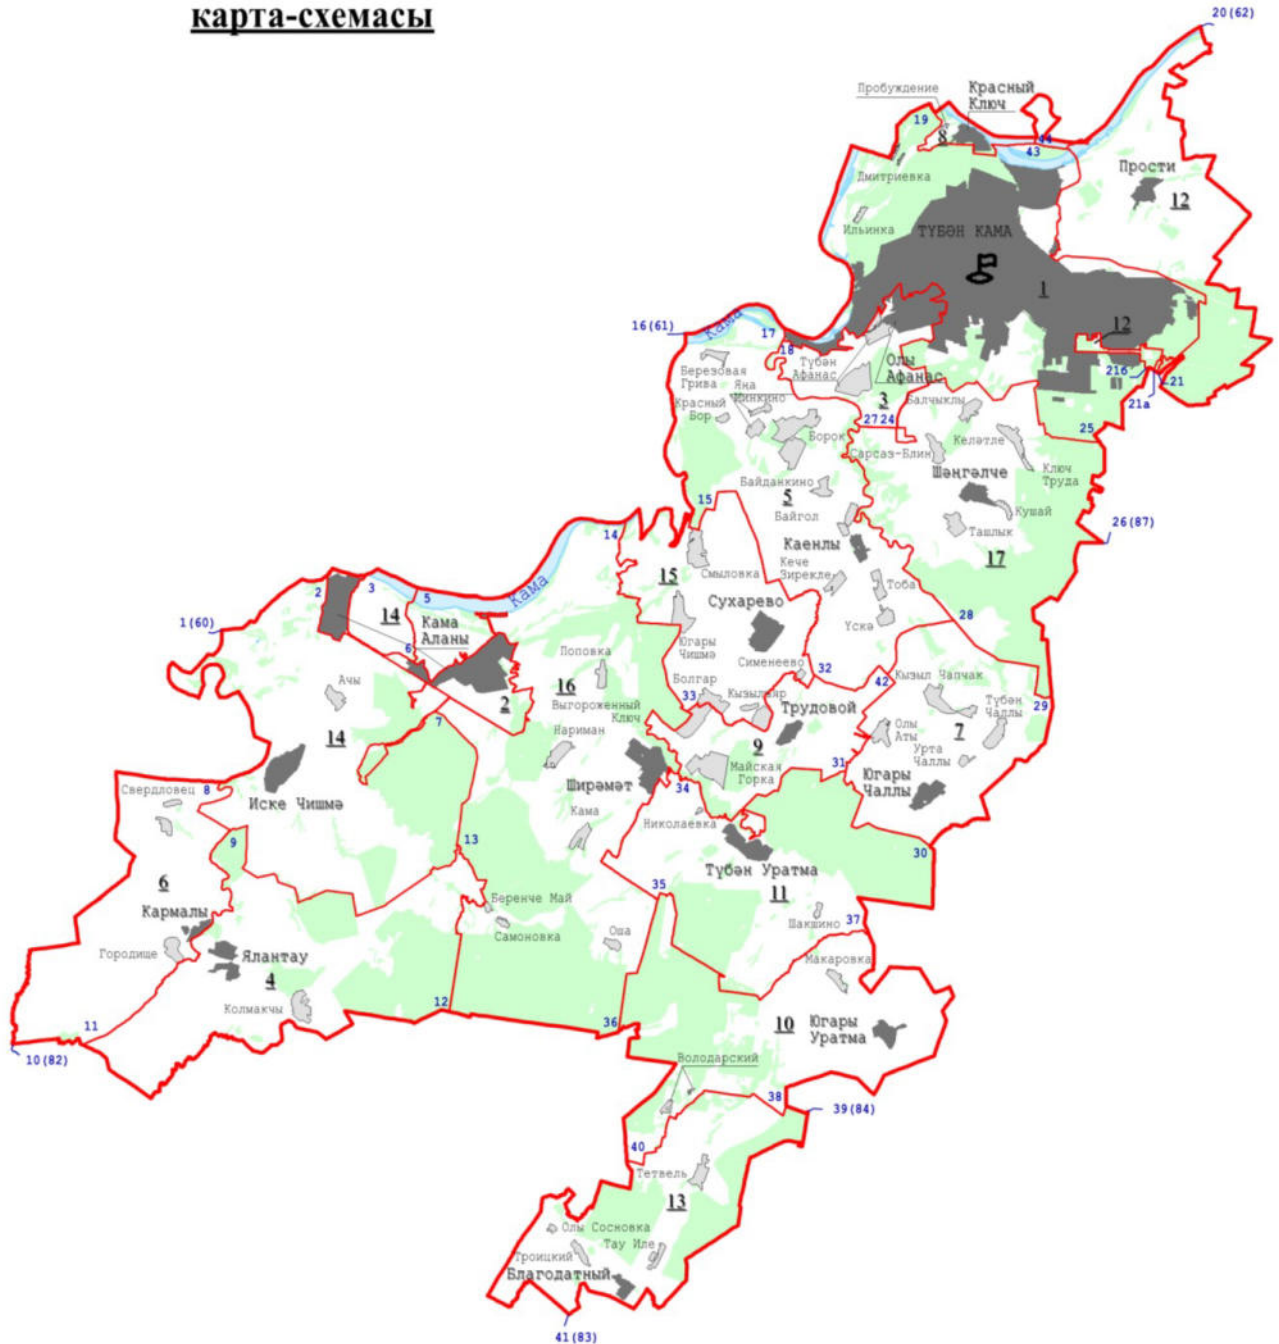 карта-схемасы
20(62)
Пробуждение
Красный
Ключ
19
8
44
43
Прости
12
Дмитриевка
Ильинка
ТҮБӘН КАМА
1
12
16(61)
Кама
17
18
Түбән
Афанас
Олы
Афанас
3
21б
21
21а
Березовая
Грива
Яңа
Минкино
Красный
Бор
Борок
27
24
25
Балчыклы
Келәтле
Сарсаз-Блин
Ключ
Труда
Шәңгәлче
Кушай
Ташлык
26(87)
17
Байданкино
5
Байгол
15
Каенлы
Кече
Зирекле
Тоба
Үскә
28
14
15
Смыловка
Сухарево
Югары
Чишмә
Сименеево
32
42
Кама
1(60)
2
3
5
14
Кама
Аланы
6
2
Поповка
16
Выгороженный
Ключ
Нариман
Ширәмәт
Кама
Болгар
33
Кызыляр
Трудовой
9
Майская
Горка
31
Кызыл Чапчак
Түбән
Чаллы
29
Олы
Аты
7
Урта
Чаллы
Югары
Чаллы
30
Ачы
7
14
Иске Чишмә
Свердловец
8
9
13
34
Николаевка
Түбән Уратма
11
35
Шакшино
37
6
Кармалы
Городище
Ялантау
4
Колмакчы
11
10(82)
12
Беренче Май
Самоновка
Оша
36
Макаровка
10
Югары
Уратма
Володарский
38
39(84)
40
Тетвель
13
Олы Сосновка
Тау Иле
Троицкий
Благодатный
41(83)